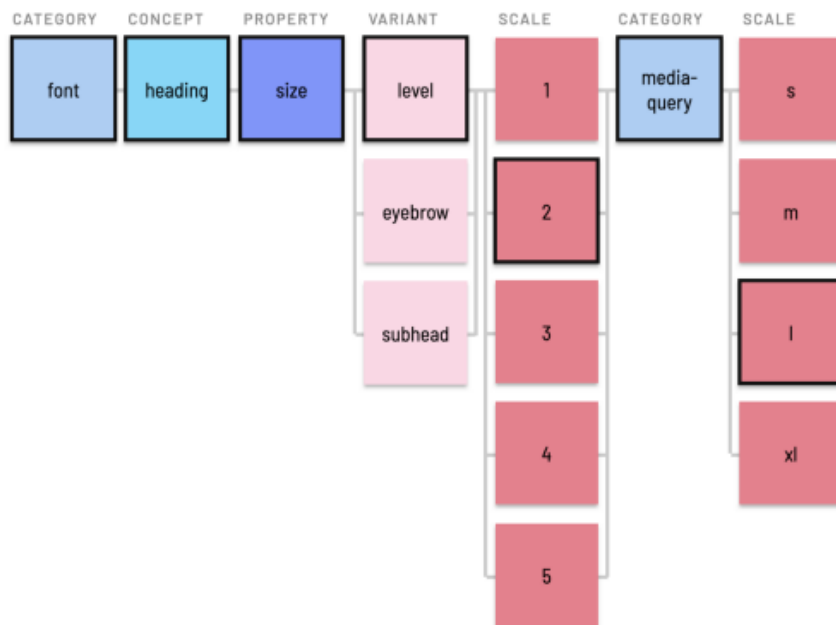 CATEGORY CONCEPT PROPERTY VARIANT SCALE CATEGORY SCALE
font heading size level 1 media-
query s
eyebrow 2 m
subhead 3 l
4 xl
5